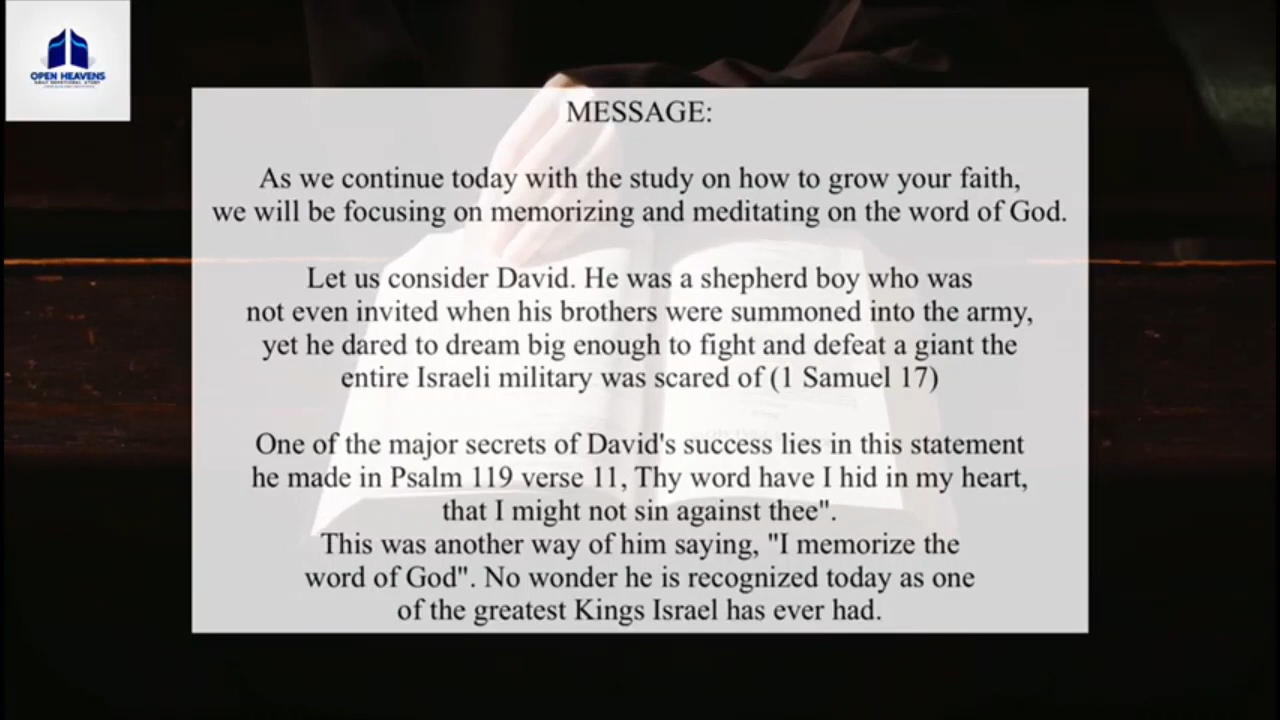 OPEN HEAVENS
DAILY DEVOTIONAL STUDY
MESSAGE:
As we continue today with the study on how to grow your faith,
we will be focusing on memorizing and meditating on the word of God.
Let us consider David. He was a shepherd boy who was
not even invited when his brothers were summoned into the army,
yet he dared to dream big enough to fight and defeat a giant the
entire Israeli military was scared of (1 Samuel 17)
One of the major secrets of David's success lies in this statement
he made in Psalm 119 verse 11, Thy word have I hid in my heart,
that I might not sin against thee".
This was another way of him saying, "I memorize the
word of God". No wonder he is recognized today as one
of the greatest Kings Israel has ever had.